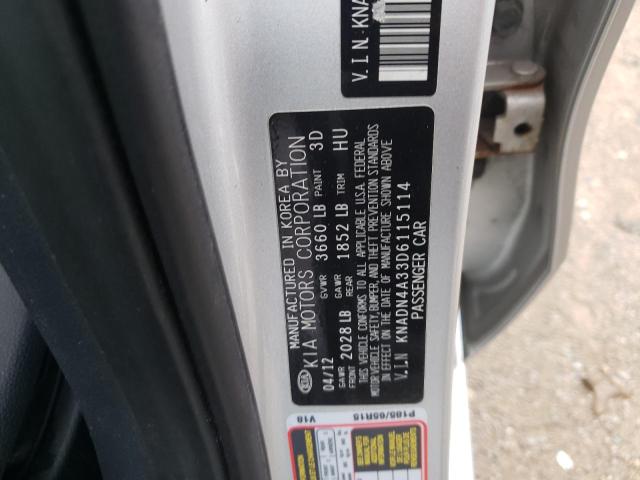 V.I.N KNA
KIA
MANUFACTURED IN KOREA BY
KIA MOTORS CORPORATION
04/12 GVWR 3660 LB PAINT 3D
GAWR FRONT 2028 LB GAWR REAR 1852 LB TRIM HU
THIS VEHICLE CONFORMS TO ALL APPLICABLE U.S.A. FEDERAL
MOTOR VEHICLE SAFETY, BUMPER, AND THEFT PREVENTION STANDARDS
IN EFFECT ON THE DATE OF MANUFACTURE SHOWN ABOVE
V.I.N KNADN4A33D6115114
PASSENGER CAR
V18 P185/65R15